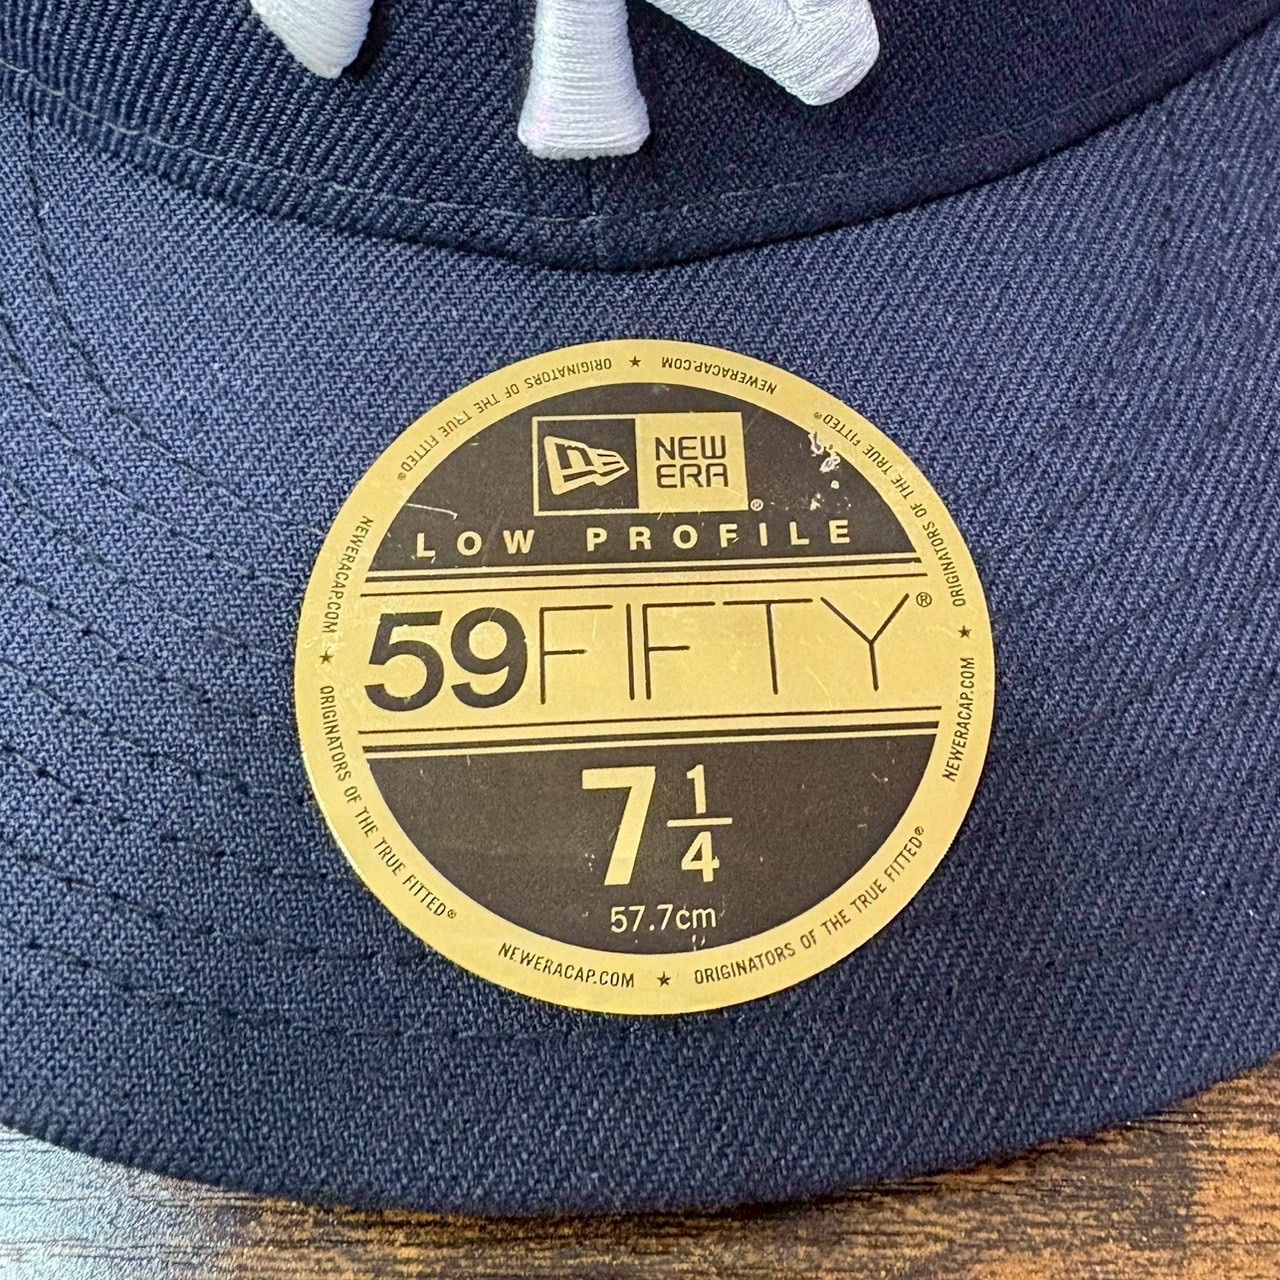 NEW
ERA®
LOW PROFILE
59FIFTY®
7 1/4
57.7cm
NEWERACAP.COM ★ ORIGINATORS OF THE TRUE FITTED®
NEWERACAP.COM ★ ORIGINATORS OF THE TRUE FITTED®
NEWERACAP.COM ★ ORIGINATORS OF THE TRUE FITTED®
NEWERACAP.COM ★ ORIGINATORS OF THE TRUE FITTED®